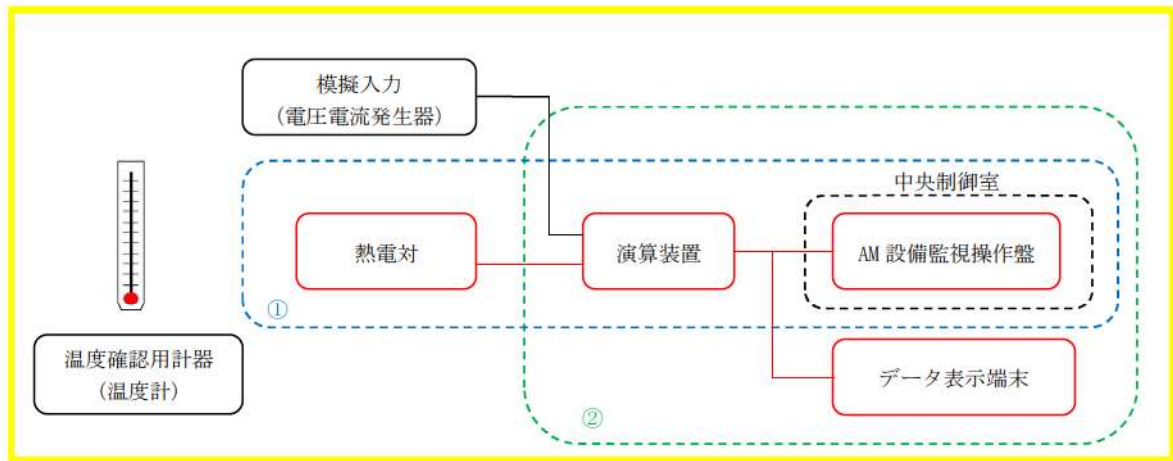 模擬入力
(電圧電流発生器)
中央制御室
熱電対
演算装置
AM 設備監視操作盤
①
温度確認用計器
(温度計)
データ表示端末
②